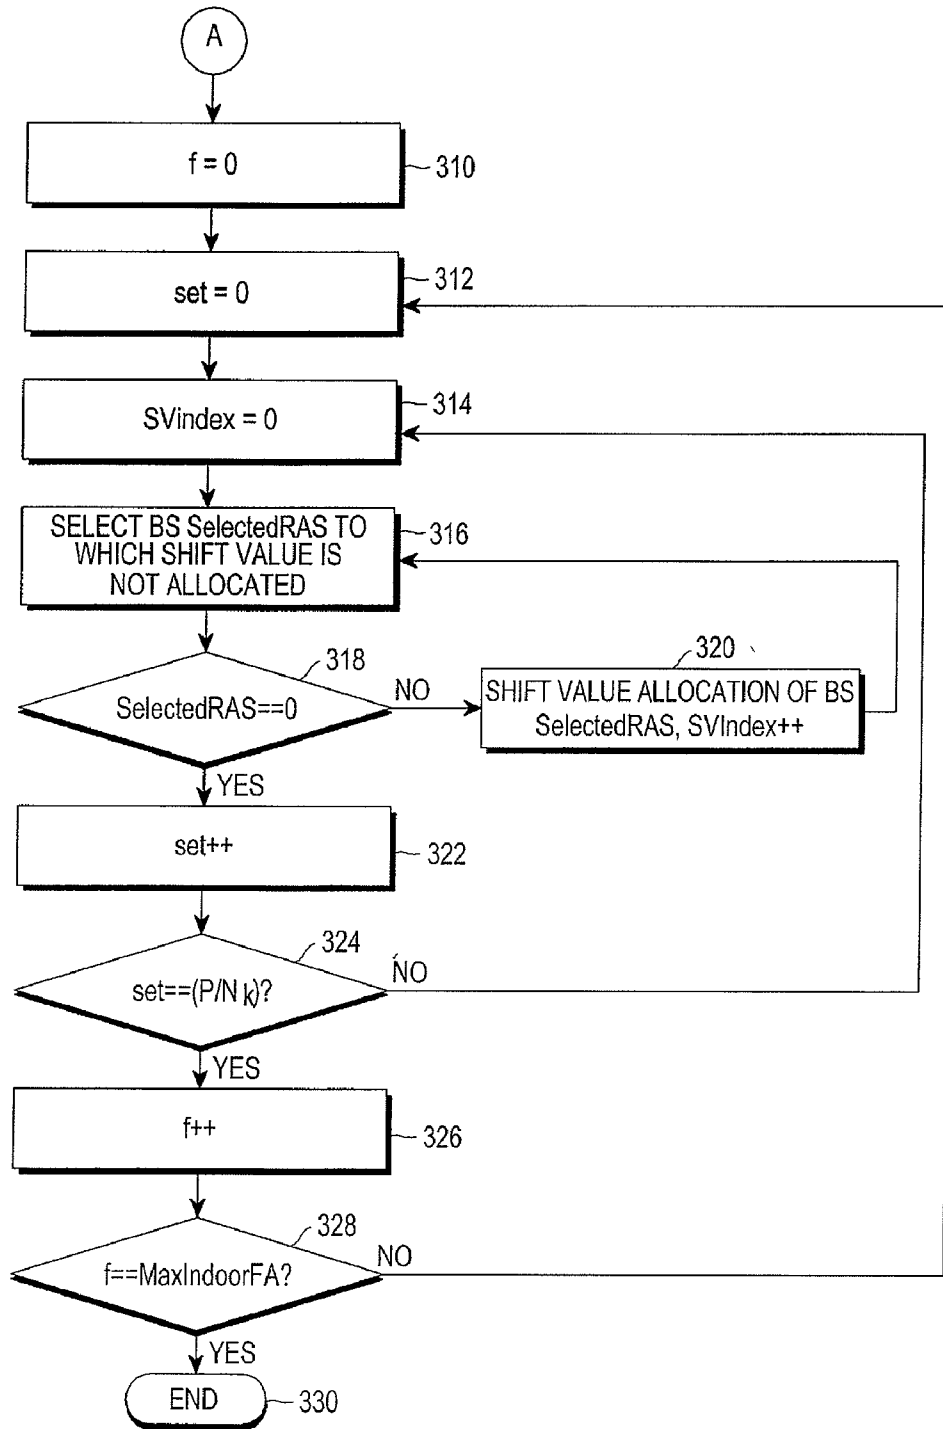 A
f = 0
310
set = 0
312
SVindex = 0
314
SELECT BS SelectedRAS TO
WHICH SHIFT VALUE IS
NOT ALLOCATED
316
318
SelectedRAS==0
NO
320
SHIFT VALUE ALLOCATION OF BS
SelectedRAS, SVIndex++
YES
set++
322
324
set==(P/N k)?
NO
YES
f++
326
328
f==MaxIndoorFA?
NO
YES
END
330